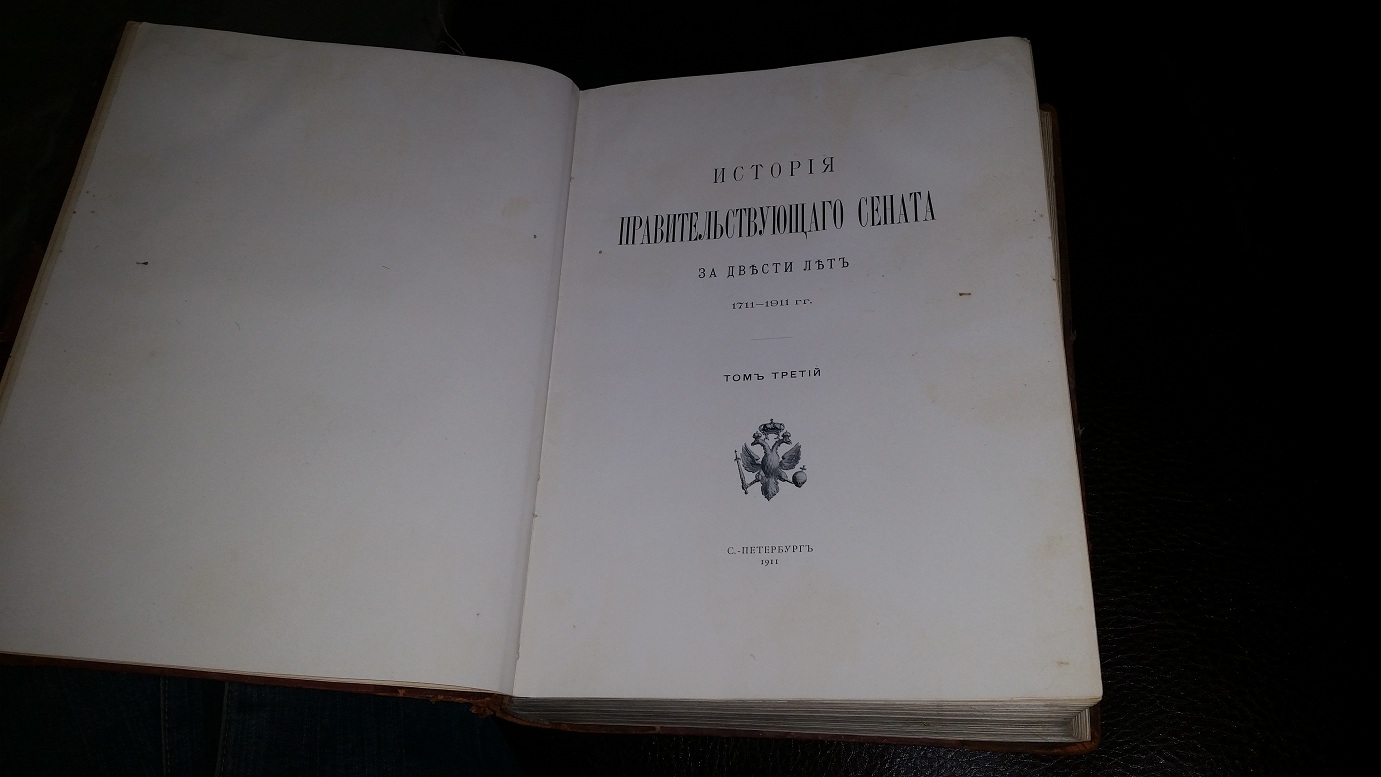 ИСТОРІЯ
ПРАВИТЕЛЬСТВУЮЩАГО СЕНАТА
ЗА ДВѢСТИ ЛѢТЪ
1711—1911 гг.
ТОМЪ ТРЕТІЙ
С.-ПЕТЕРБУРГЪ
1911